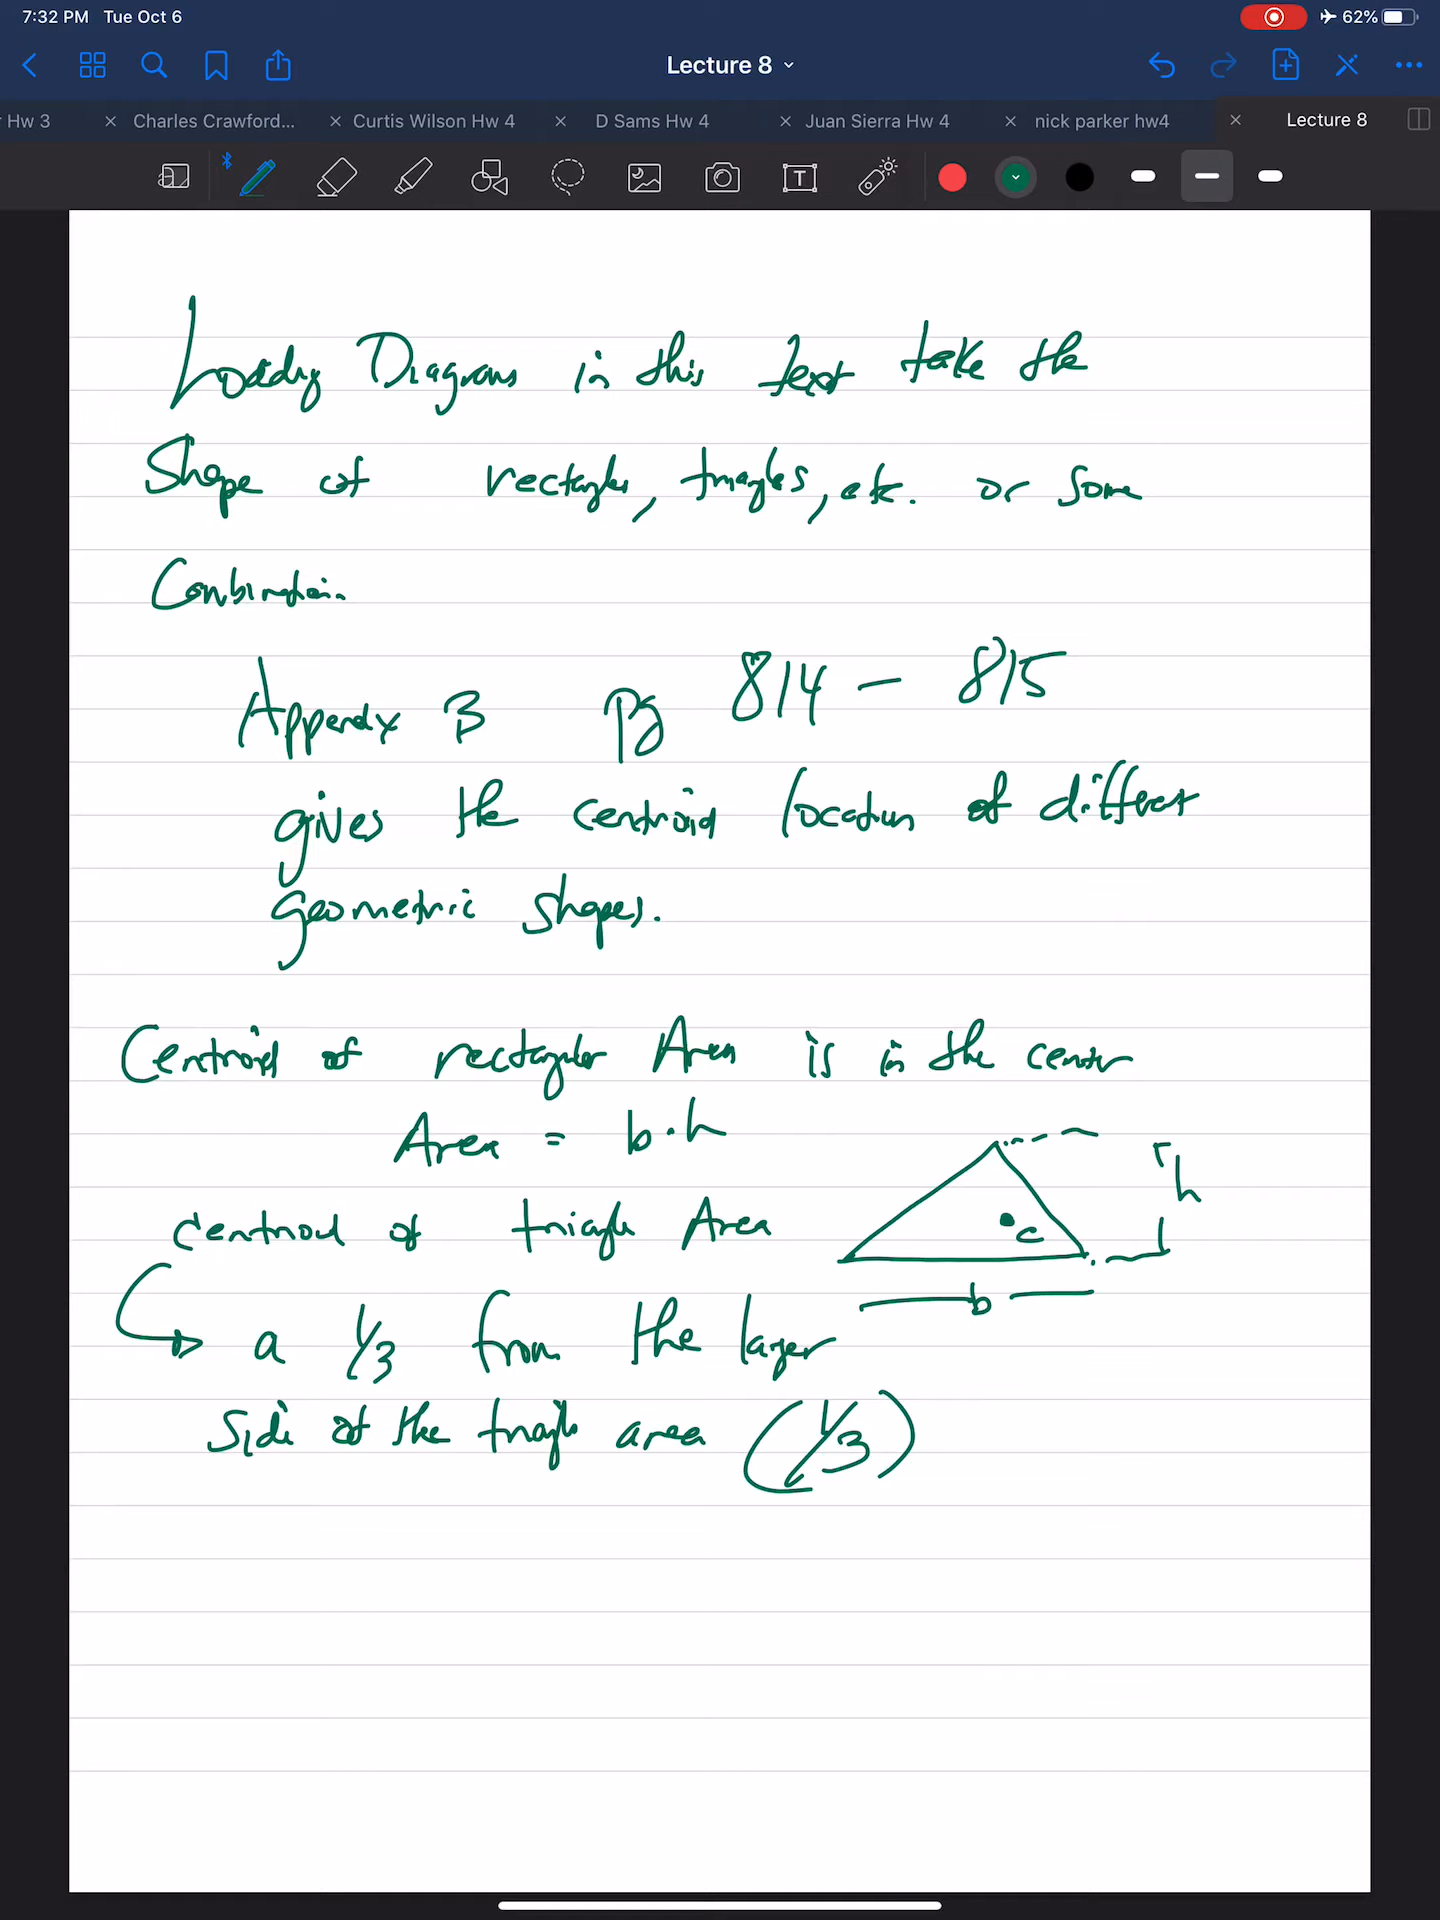 7:32 PM Tue Oct 6
62%
Lecture 8
Hw 3
Charles Crawford...
Curtis Wilson Hw 4
D Sams Hw 4
Juan Sierra Hw 4
nick parker hw4
Lecture 8
T
Loading Diagrams in this text take the
Shape of rectangles, triangles, etc. or some
Combination.
Appendix B Pg 814 - 815
gives the centroid locations of different
geometric shapes.
Centroid of rectangular Area is in the center
Area = b·h
h
centroid of triangle Area
c
b
a 1/3 from the larger
Side of the triangle area (1/3)